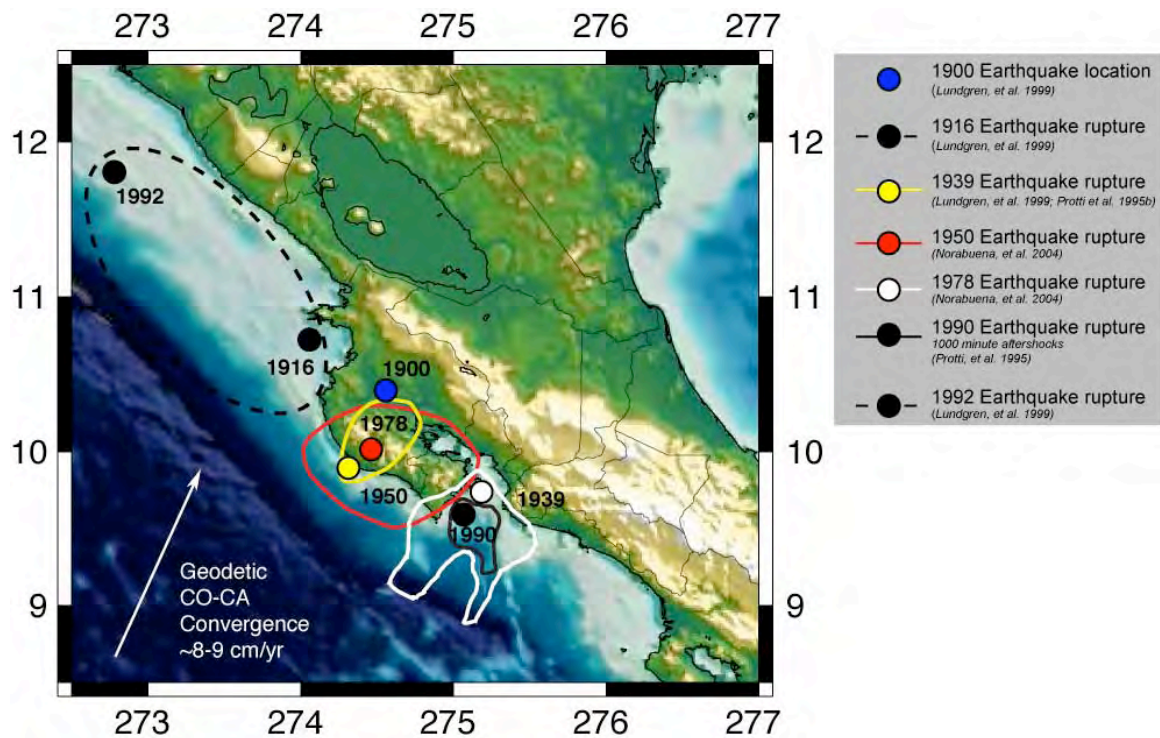 273 274 275 276 277
12
11
10
9
12
11
10
9
1992
1916
1900
1978
1950
1939
1990
Geodetic
CO-CA
Convergence
~8-9 cm/yr
273 274 275 276 277
1900 Earthquake location
(Lundgren, et al. 1999)
1916 Earthquake rupture
(Lundgren, et al. 1999)
1939 Earthquake rupture
(Lundgren, et al. 1999; Protti et al. 1995b)
1950 Earthquake rupture
(Norabuena, et al. 2004)
1978 Earthquake rupture
(Norabuena, et al. 2004)
1990 Earthquake rupture
1000 minute aftershocks
(Protti, et al. 1995)
1992 Earthquake rupture
(Lundgren, et al. 1999)